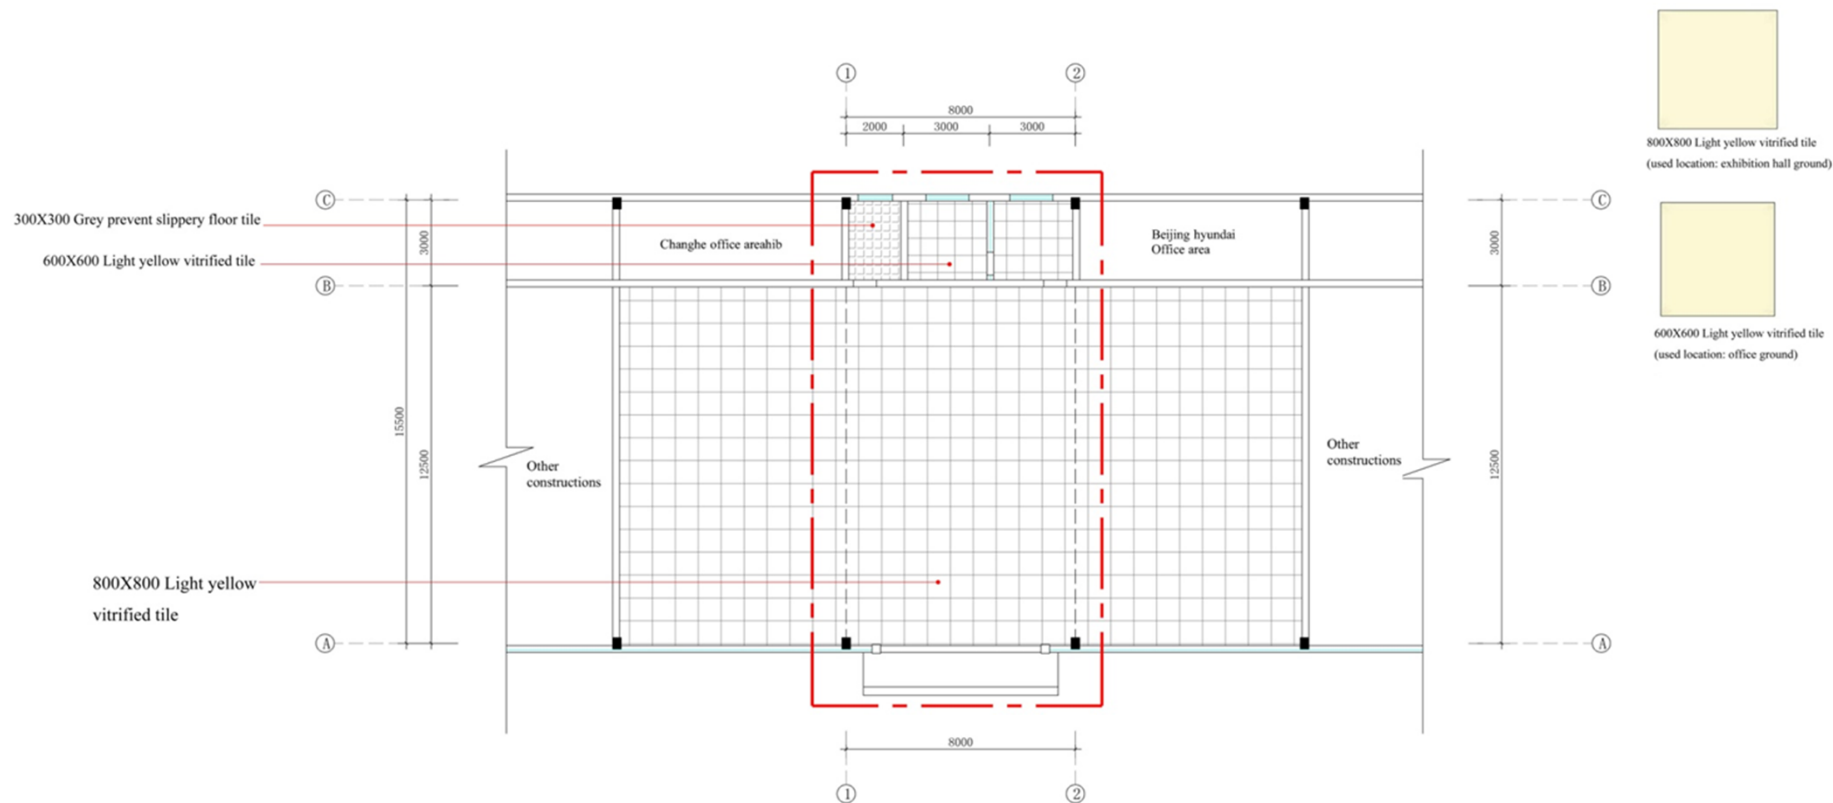 1
2
8000
2000
3000
3000
800X800 Light yellow vitrified tile
(used location: exhibition hall ground)
C
C
300X300 Grey prevent slippery floor tile
3000
Changhe office areahib
Beijing hyundai
Office area
3000
600X600 Light yellow vitrified tile
B
B
600X600 Light yellow vitrified tile
(used location: office ground)
15500
12500
Other
constructions
Other
constructions
12500
800X800 Light yellow
vitrified tile
A
A
8000
1
2